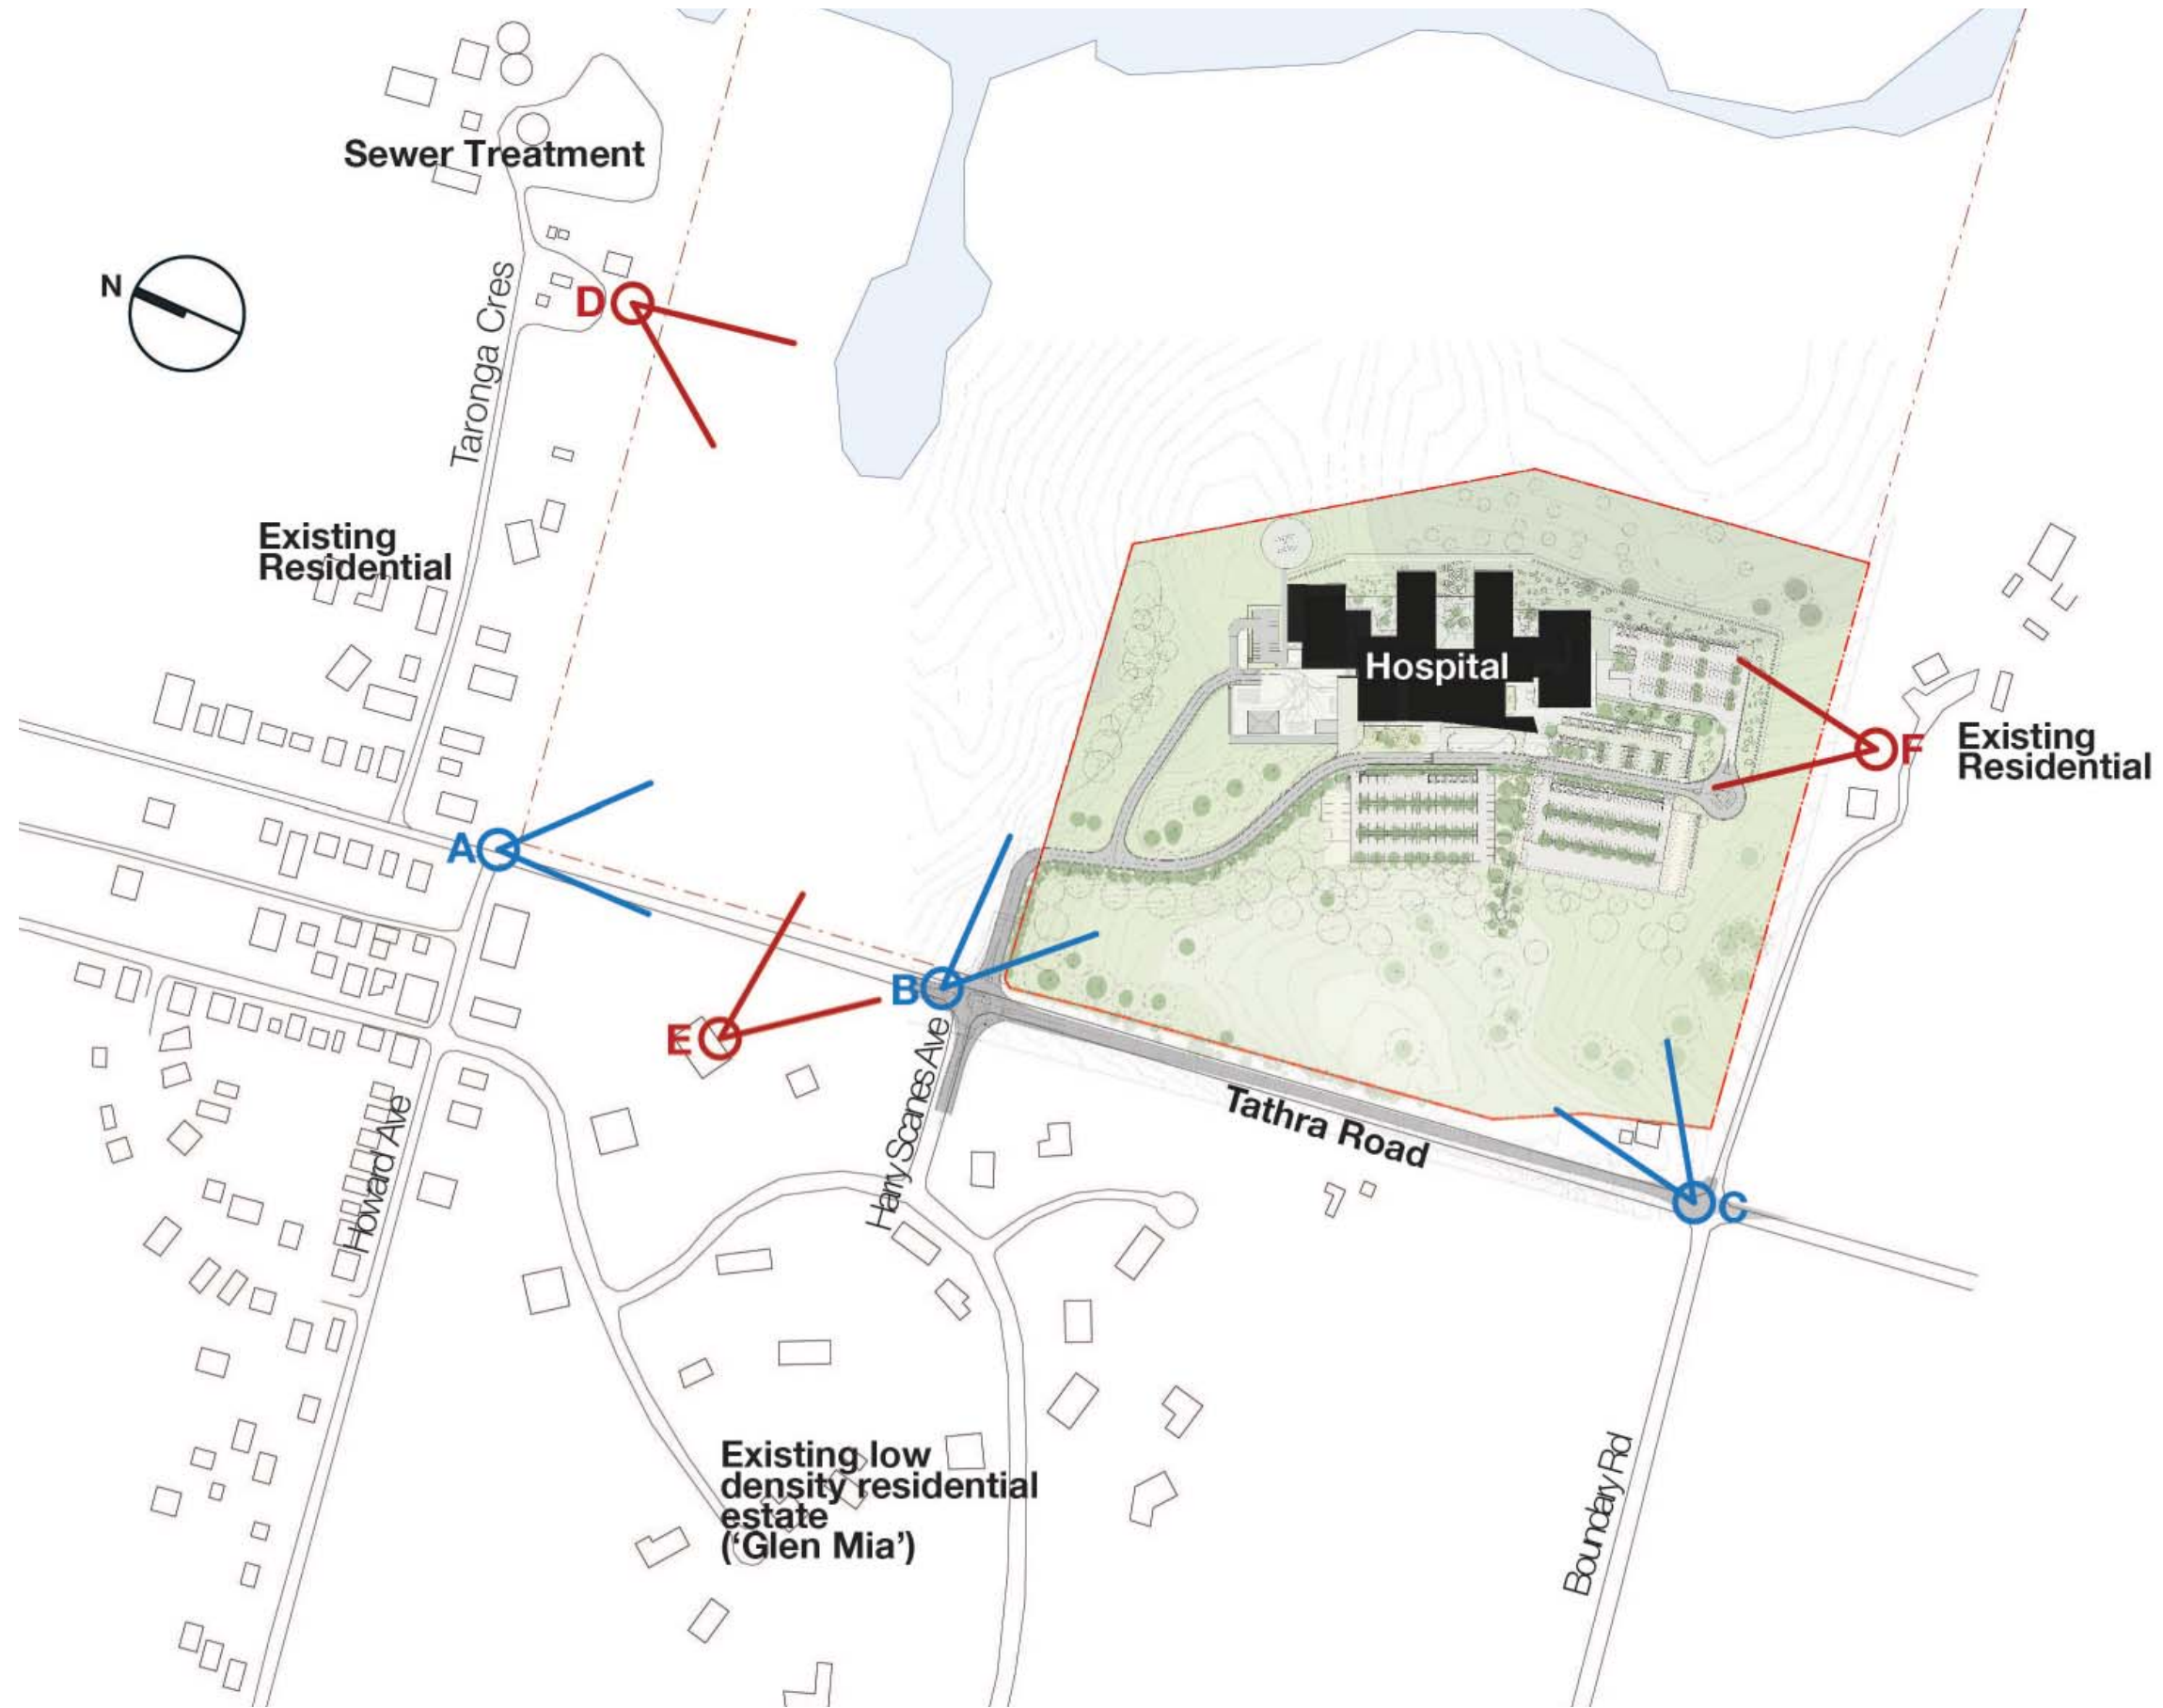 Sewer Treatment
N
D
Taronga Cres
Existing
Residential
Hospital
F
Existing
Residential
A
B
E
Harry Scanes Ave
Tathra Road
Howard Ave
C
Existing low
density residential
estate
(‘Glen Mia’)
Boundary Rd